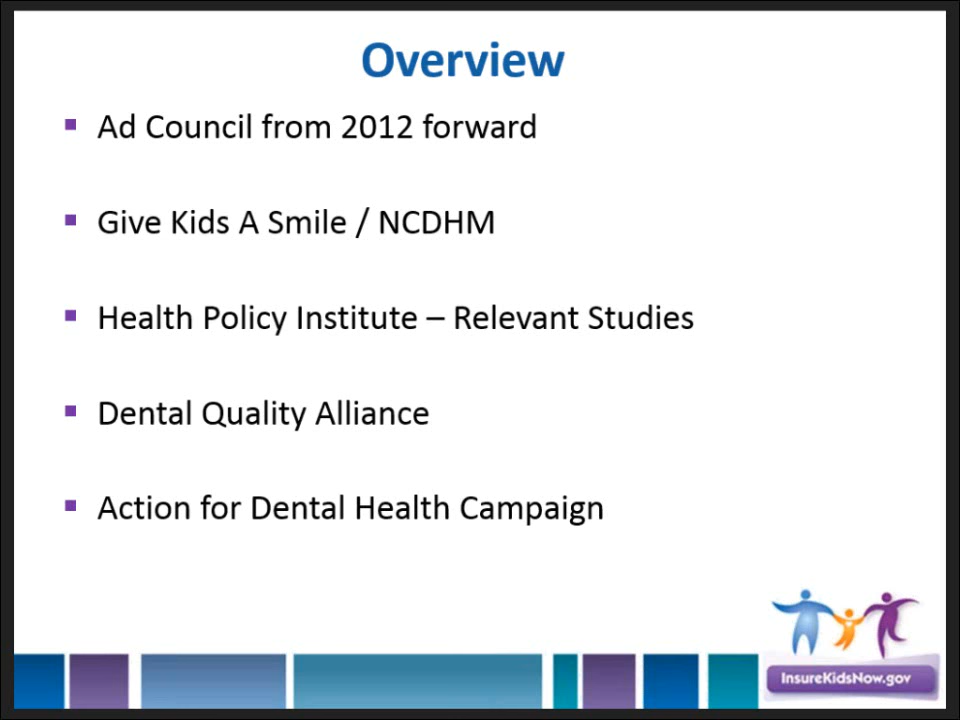 Overview
▪ Ad Council from 2012 forward
▪ Give Kids A Smile / NCDHM
▪ Health Policy Institute – Relevant Studies
▪ Dental Quality Alliance
▪ Action for Dental Health Campaign
InsureKidsNow.gov